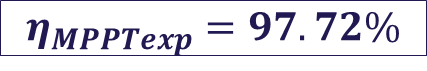 η_MPPTexp = 97.72%